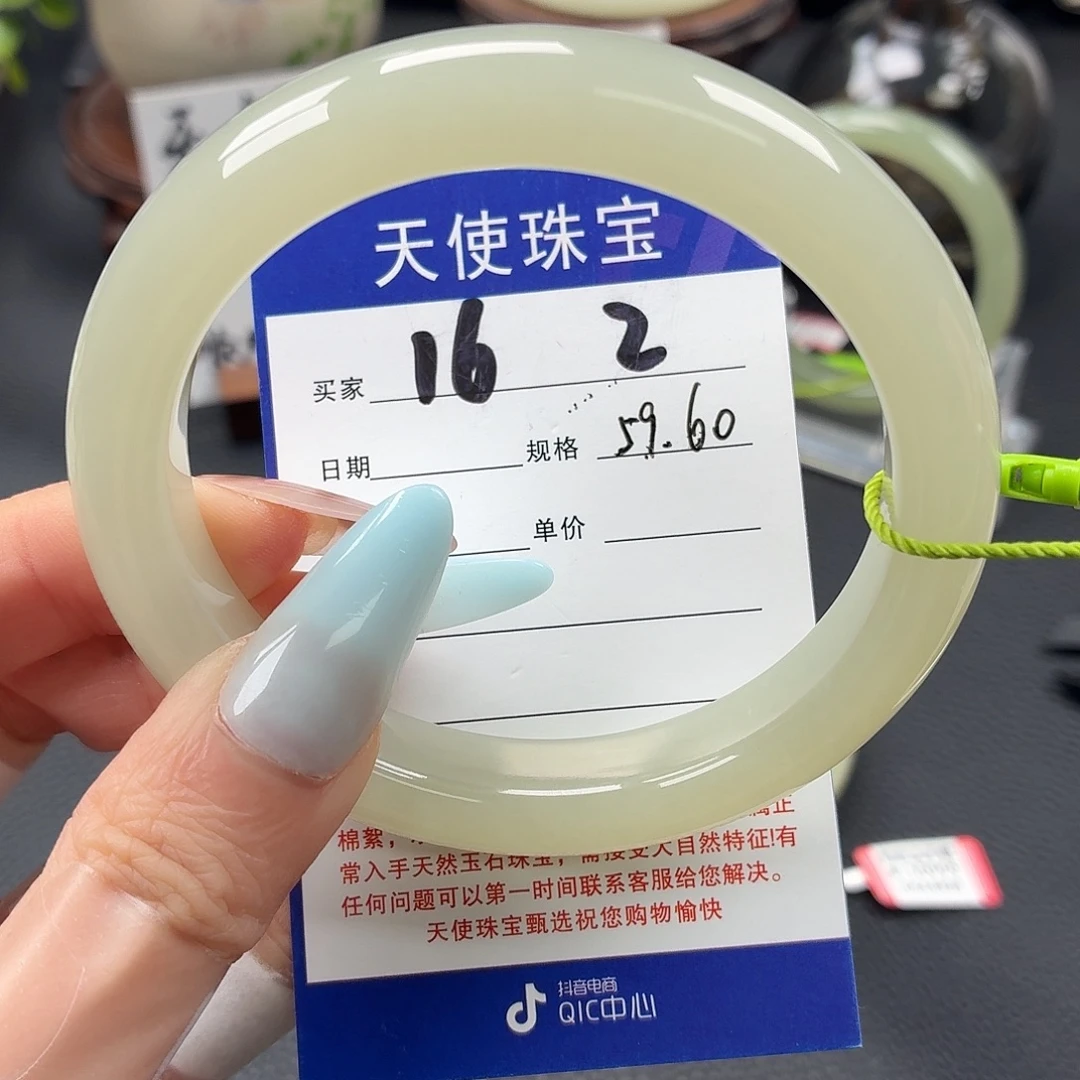 天使珠宝
买家 16 2
日期 规格 59.60
单价
棉絮，
常入手天然玉石珠宝，需接受大自然特征!有
任何问题可以第一时间联系客服给您解决。
天使珠宝甄选祝您购物愉快
抖音电商
QIC中心